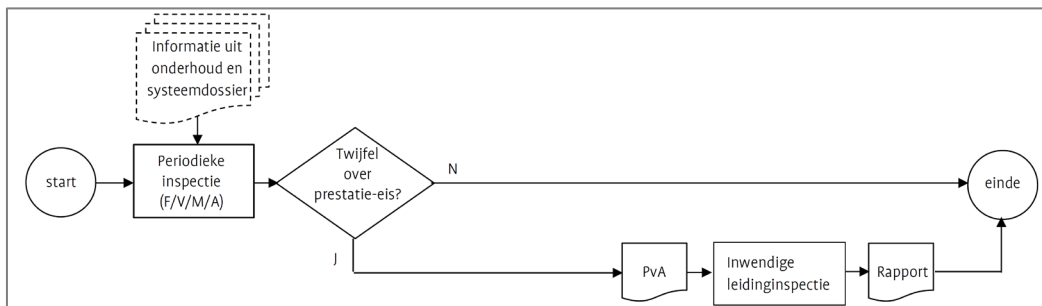 Informatie uit
onderhoud en
systeemdossier
start
Periodieke
inspectie
(F/V/M/A)
Twijfel
over
prestatie-eis?
N
einde
J
PvA
Inwendige
leidinginspectie
Rapport